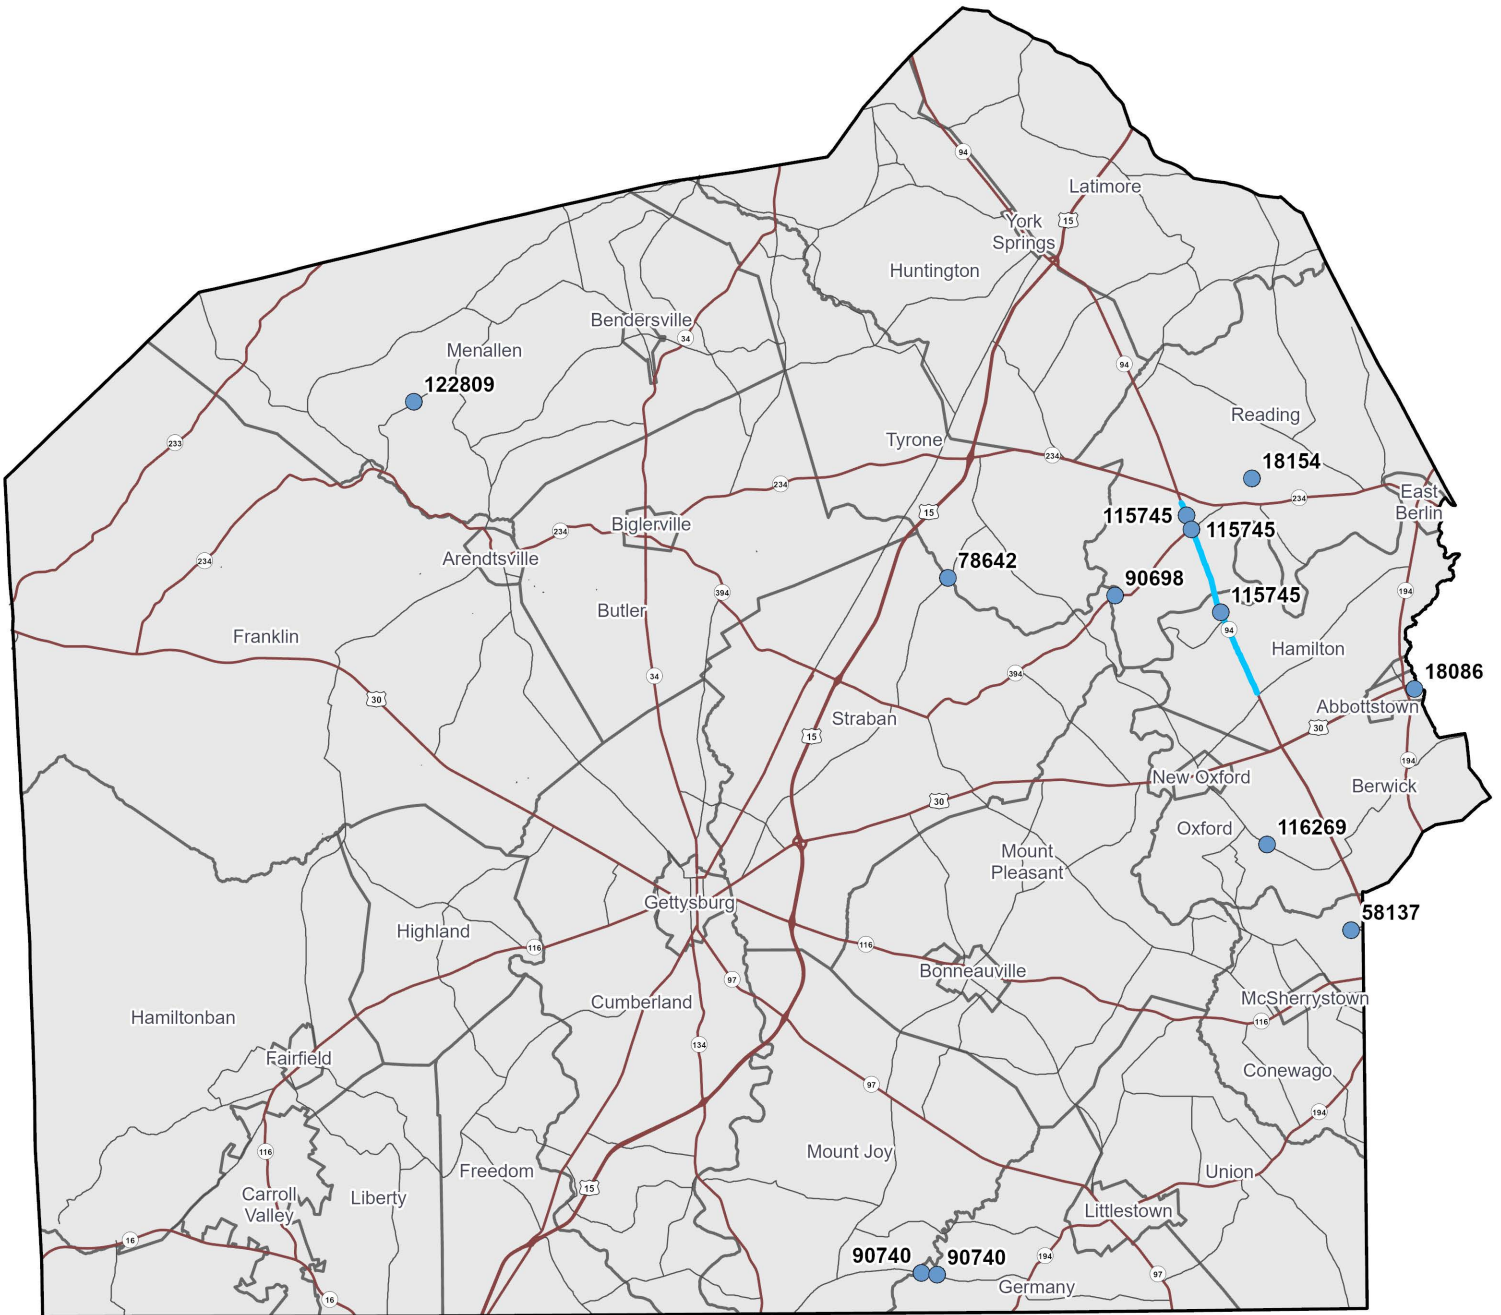 94
Latimore
15
York
Springs
Huntington
Bendersville
34
Menallen
94
122809
Reading
233
Tyrone
234
18154
234
234
East
Berlin
15
115745
115745
Biglerville
234
Arendtsville
234
78642
90698
394
194
115745
Butler
94
Franklin
Hamilton
394
18086
34
30
Abbottstown
Straban
30
15
194
New Oxford
Berwick
30
Oxford
116269
Mount
Pleasant
Gettysburg
58137
Highland
116
116
Bonneauville
97
McSherrystown
Cumberland
Hamiltonban
116
134
Fairfield
Conewago
97
194
116
Mount Joy
Freedom
Union
15
Carroll
Valley
Liberty
Littlestown
16
90740
90740
194
97
Germany
16